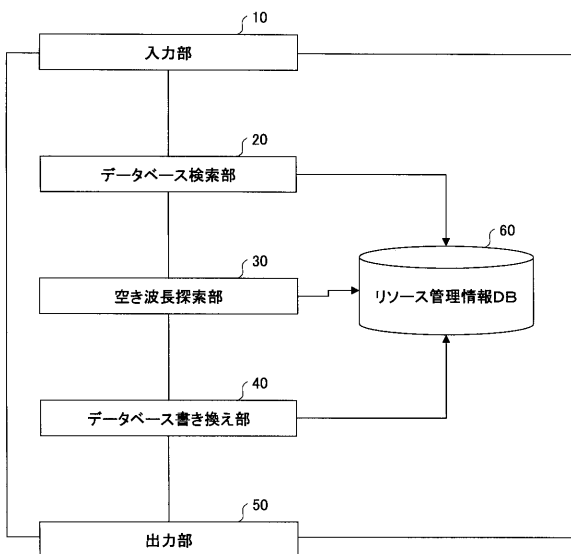 10
入力部
20
データベース検索部
60
リソース管理情報DB
30
空き波長探索部
40
データベース書き換え部
50
出力部